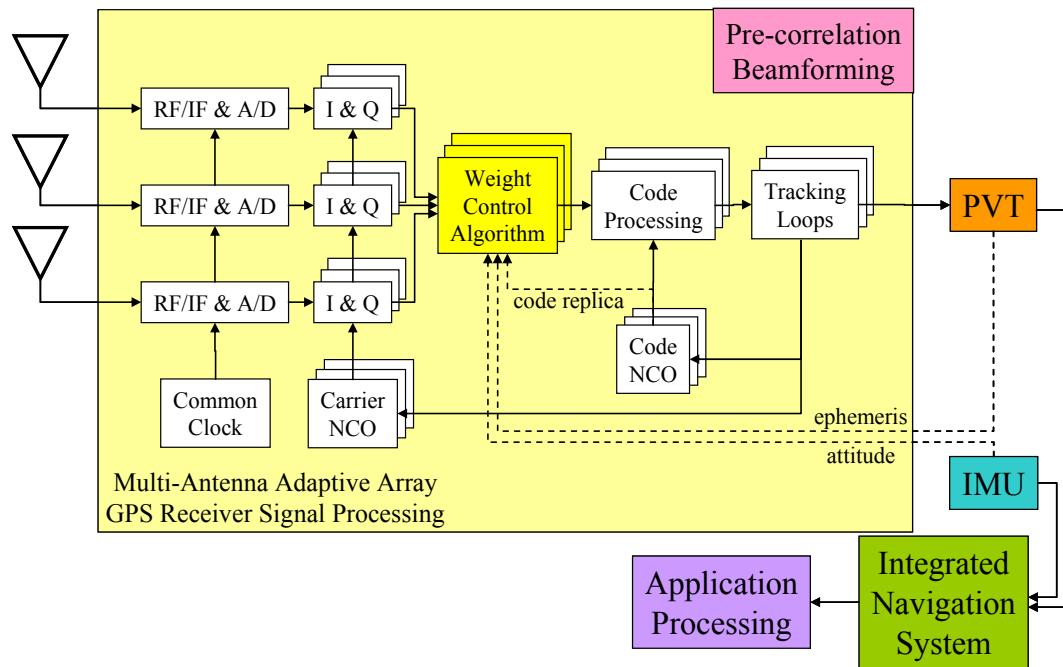 Pre-correlation
Beamforming
RF/IF & A/D
I & Q
RF/IF & A/D
I & Q
Weight
Control
Algorithm
Code
Processing
Tracking
Loops
PVT
RF/IF & A/D
I & Q
code replica
Code
NCO
Common
Clock
Carrier
NCO
ephemeris
attitude
Multi-Antenna Adaptive Array
GPS Receiver Signal Processing
IMU
Application
Processing
Integrated
Navigation
System